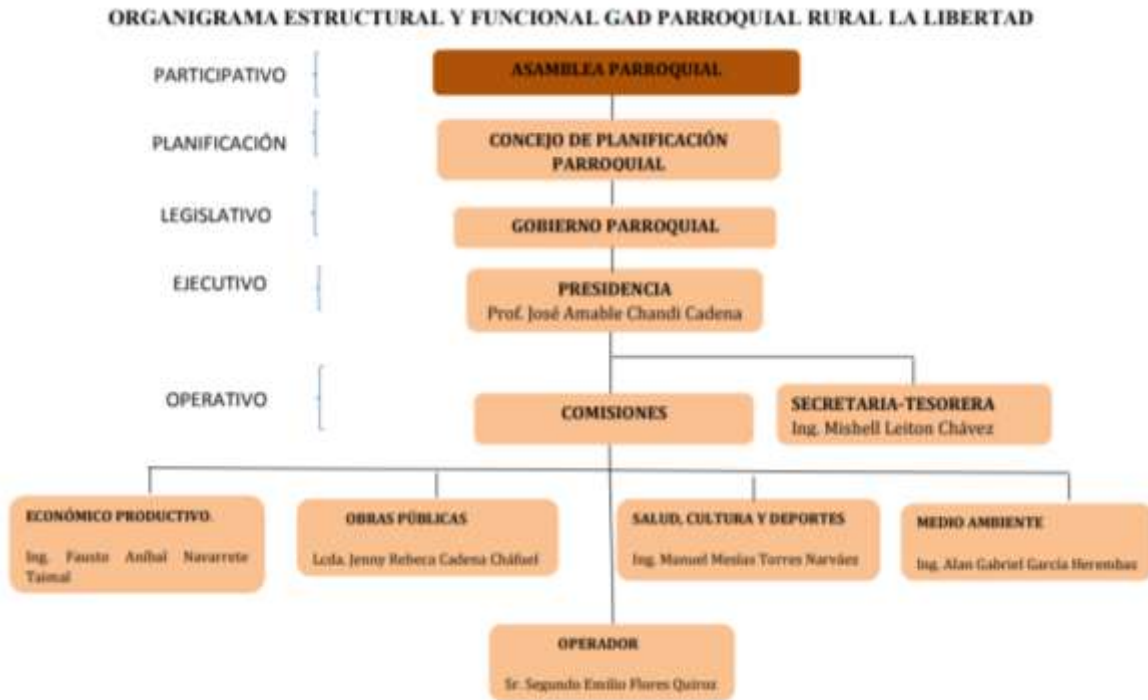 ORGANIGRAMA ESTRUCTURAL Y FUNCIONAL GAD PARROQUIAL RURAL LA LIBERTAD
PARTICIPATIVO
ASAMBLEA PARROQUIAL
PLANIFICACIÓN
CONCEJO DE PLANIFICACIÓN
PARROQUIAL
LEGISLATIVO
GOBIERNO PARROQUIAL
EJECUTIVO
PRESIDENCIA
Prof. José Amable Chandi Cadena
OPERATIVO
COMISIONES
SECRETARIA-TESORERA
Ing. Mishell Leiton Chávez
ECONÓMICO PRODUCTIVO.
Ing. Fausto Aníbal Navarrete
Taimal
OBRAS PÚBLICAS
Lcda. Jenny Rebeca Cadena Cháfuel
SALUD, CULTURA Y DEPORTES
Ing. Manuel Mesías Torres Narváez
MEDIO AMBIENTE
Ing. Alan Gabriel García
OPERADOR
Sr. Segundo Emilio Flores Quiroz